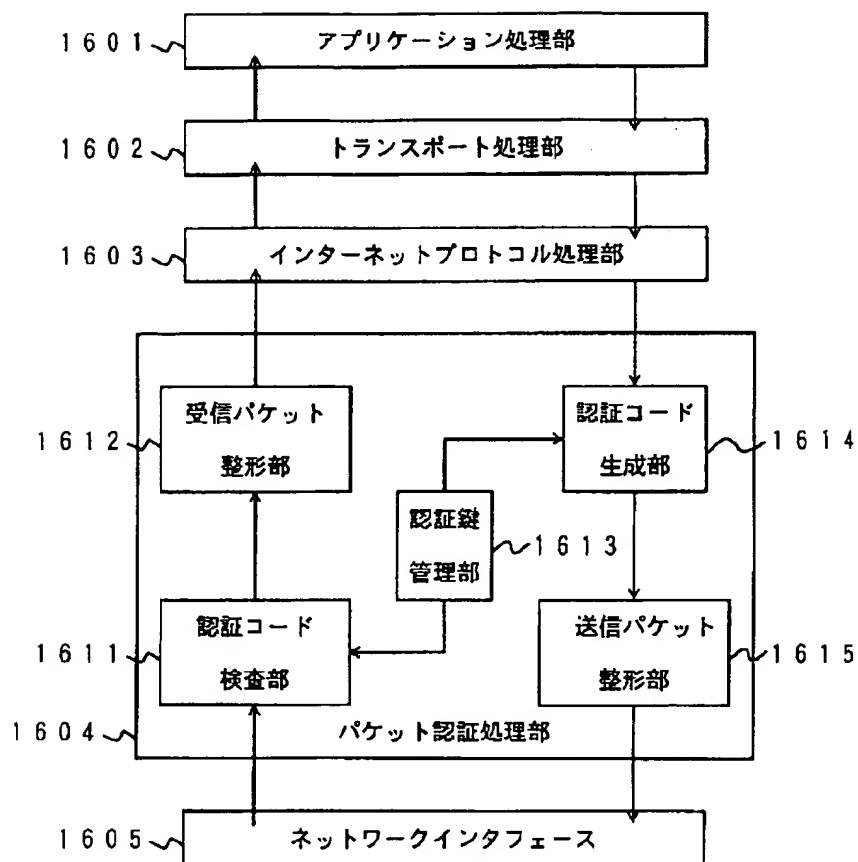 1601
アプリケーション処理部
1602
トランスポート処理部
1603
インターネットプロトコル処理部
受信パケット
整形部
1612
認証コード
生成部
1614
認証鍵
管理部
1613
認証コード
検査部
1611
送信パケット
整形部
1615
1604
パケット認証処理部
1605
ネットワークインタフェース